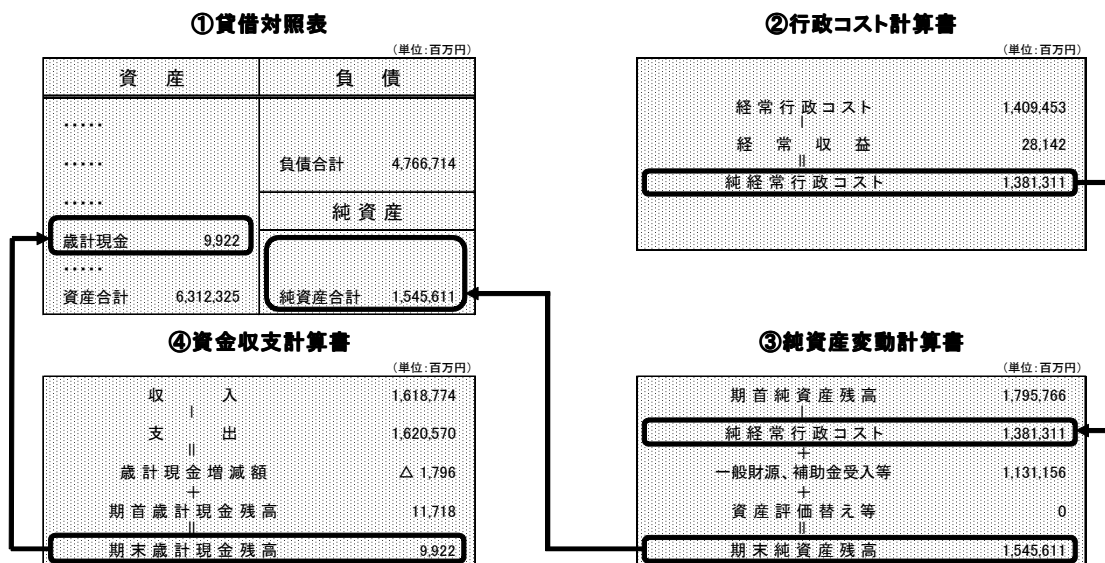 ①貸借対照表
(単位:百万円)
資 産 負 債
・・・・・
・・・・・
負債合計 4,766,714
・・・・・
純 資 産
歳計現金 9,922
・・・・・
資産合計 6,312,325 純資産合計 1,545,611
②行政コスト計算書
(単位:百万円)
経 常 行 政 コ ス ト 1,409,453
|
経 常 収 益 28,142
||
純 経 常 行 政 コ ス ト 1,381,311
④資金収支計算書
(単位:百万円)
収 入 1,618,774
|
支 出 1,620,570
||
歳 計 現 金 増 減 額 △ 1,796
+
期 首 歳 計 現 金 残 高 11,718
||
期 末 歳 計 現 金 残 高 9,922
③純資産変動計算書
(単位:百万円)
期 首 純 資 産 残 高 1,795,766
|
純 経 常 行 政 コ ス ト 1,381,311
+
一般財源、補助金受入等 1,131,156
+
資 産 評 価 替 え 等 0
||
期 末 純 資 産 残 高 1,545,611